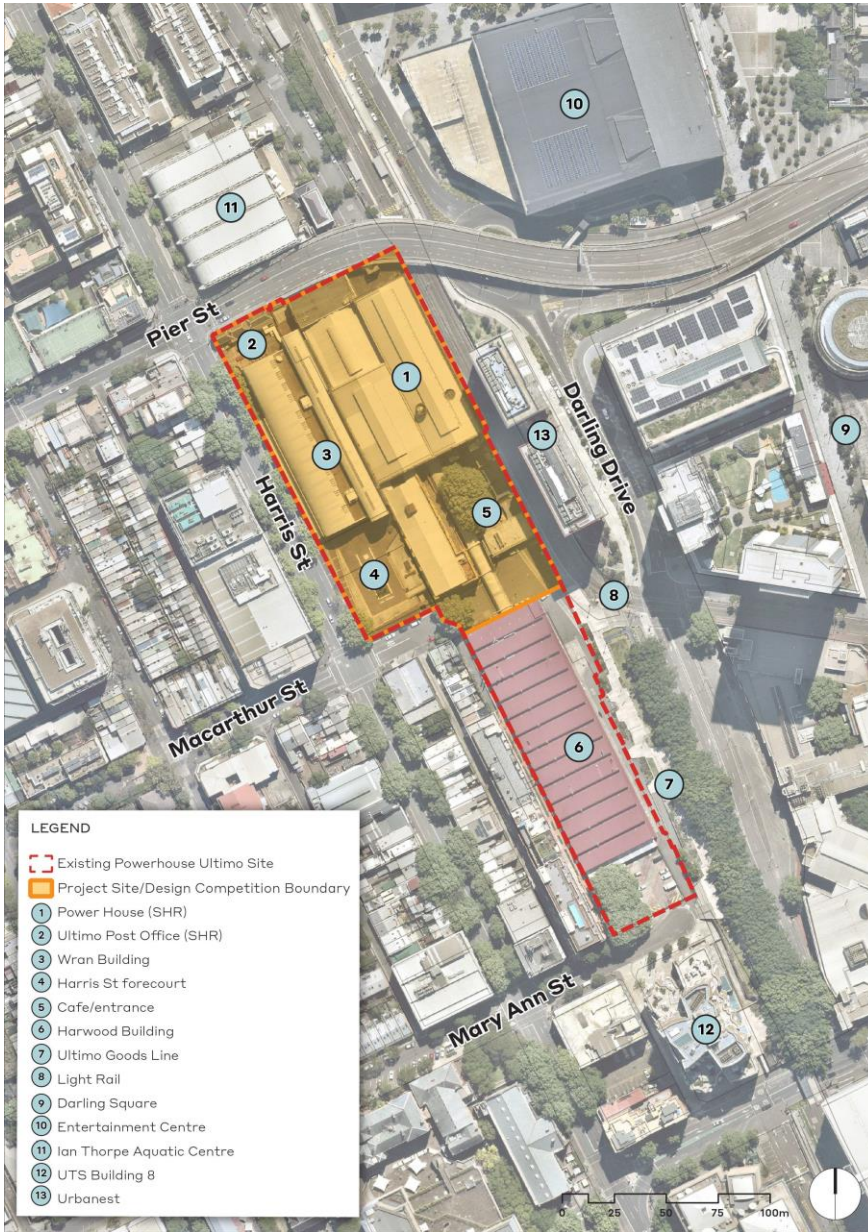 10
11
Pier St
2
1
Darling Drive
9
13
3
Harris St
5
4
8
Macarthur St
6
7
LEGEND
Existing Powerhouse Ultimo Site
Project Site/Design Competition Boundary
1 Power House (SHR)
2 Ultimo Post Office (SHR)
3 Wran Building
4 Harris St forecourt
5 Cafe/entrance
6 Harwood Building
7 Ultimo Goods Line
8 Light Rail
9 Darling Square
10 Entertainment Centre
11 Ian Thorpe Aquatic Centre
12 UTS Building 8
13 Urbanest
Mary Ann St
12
0 25 50 75 100m